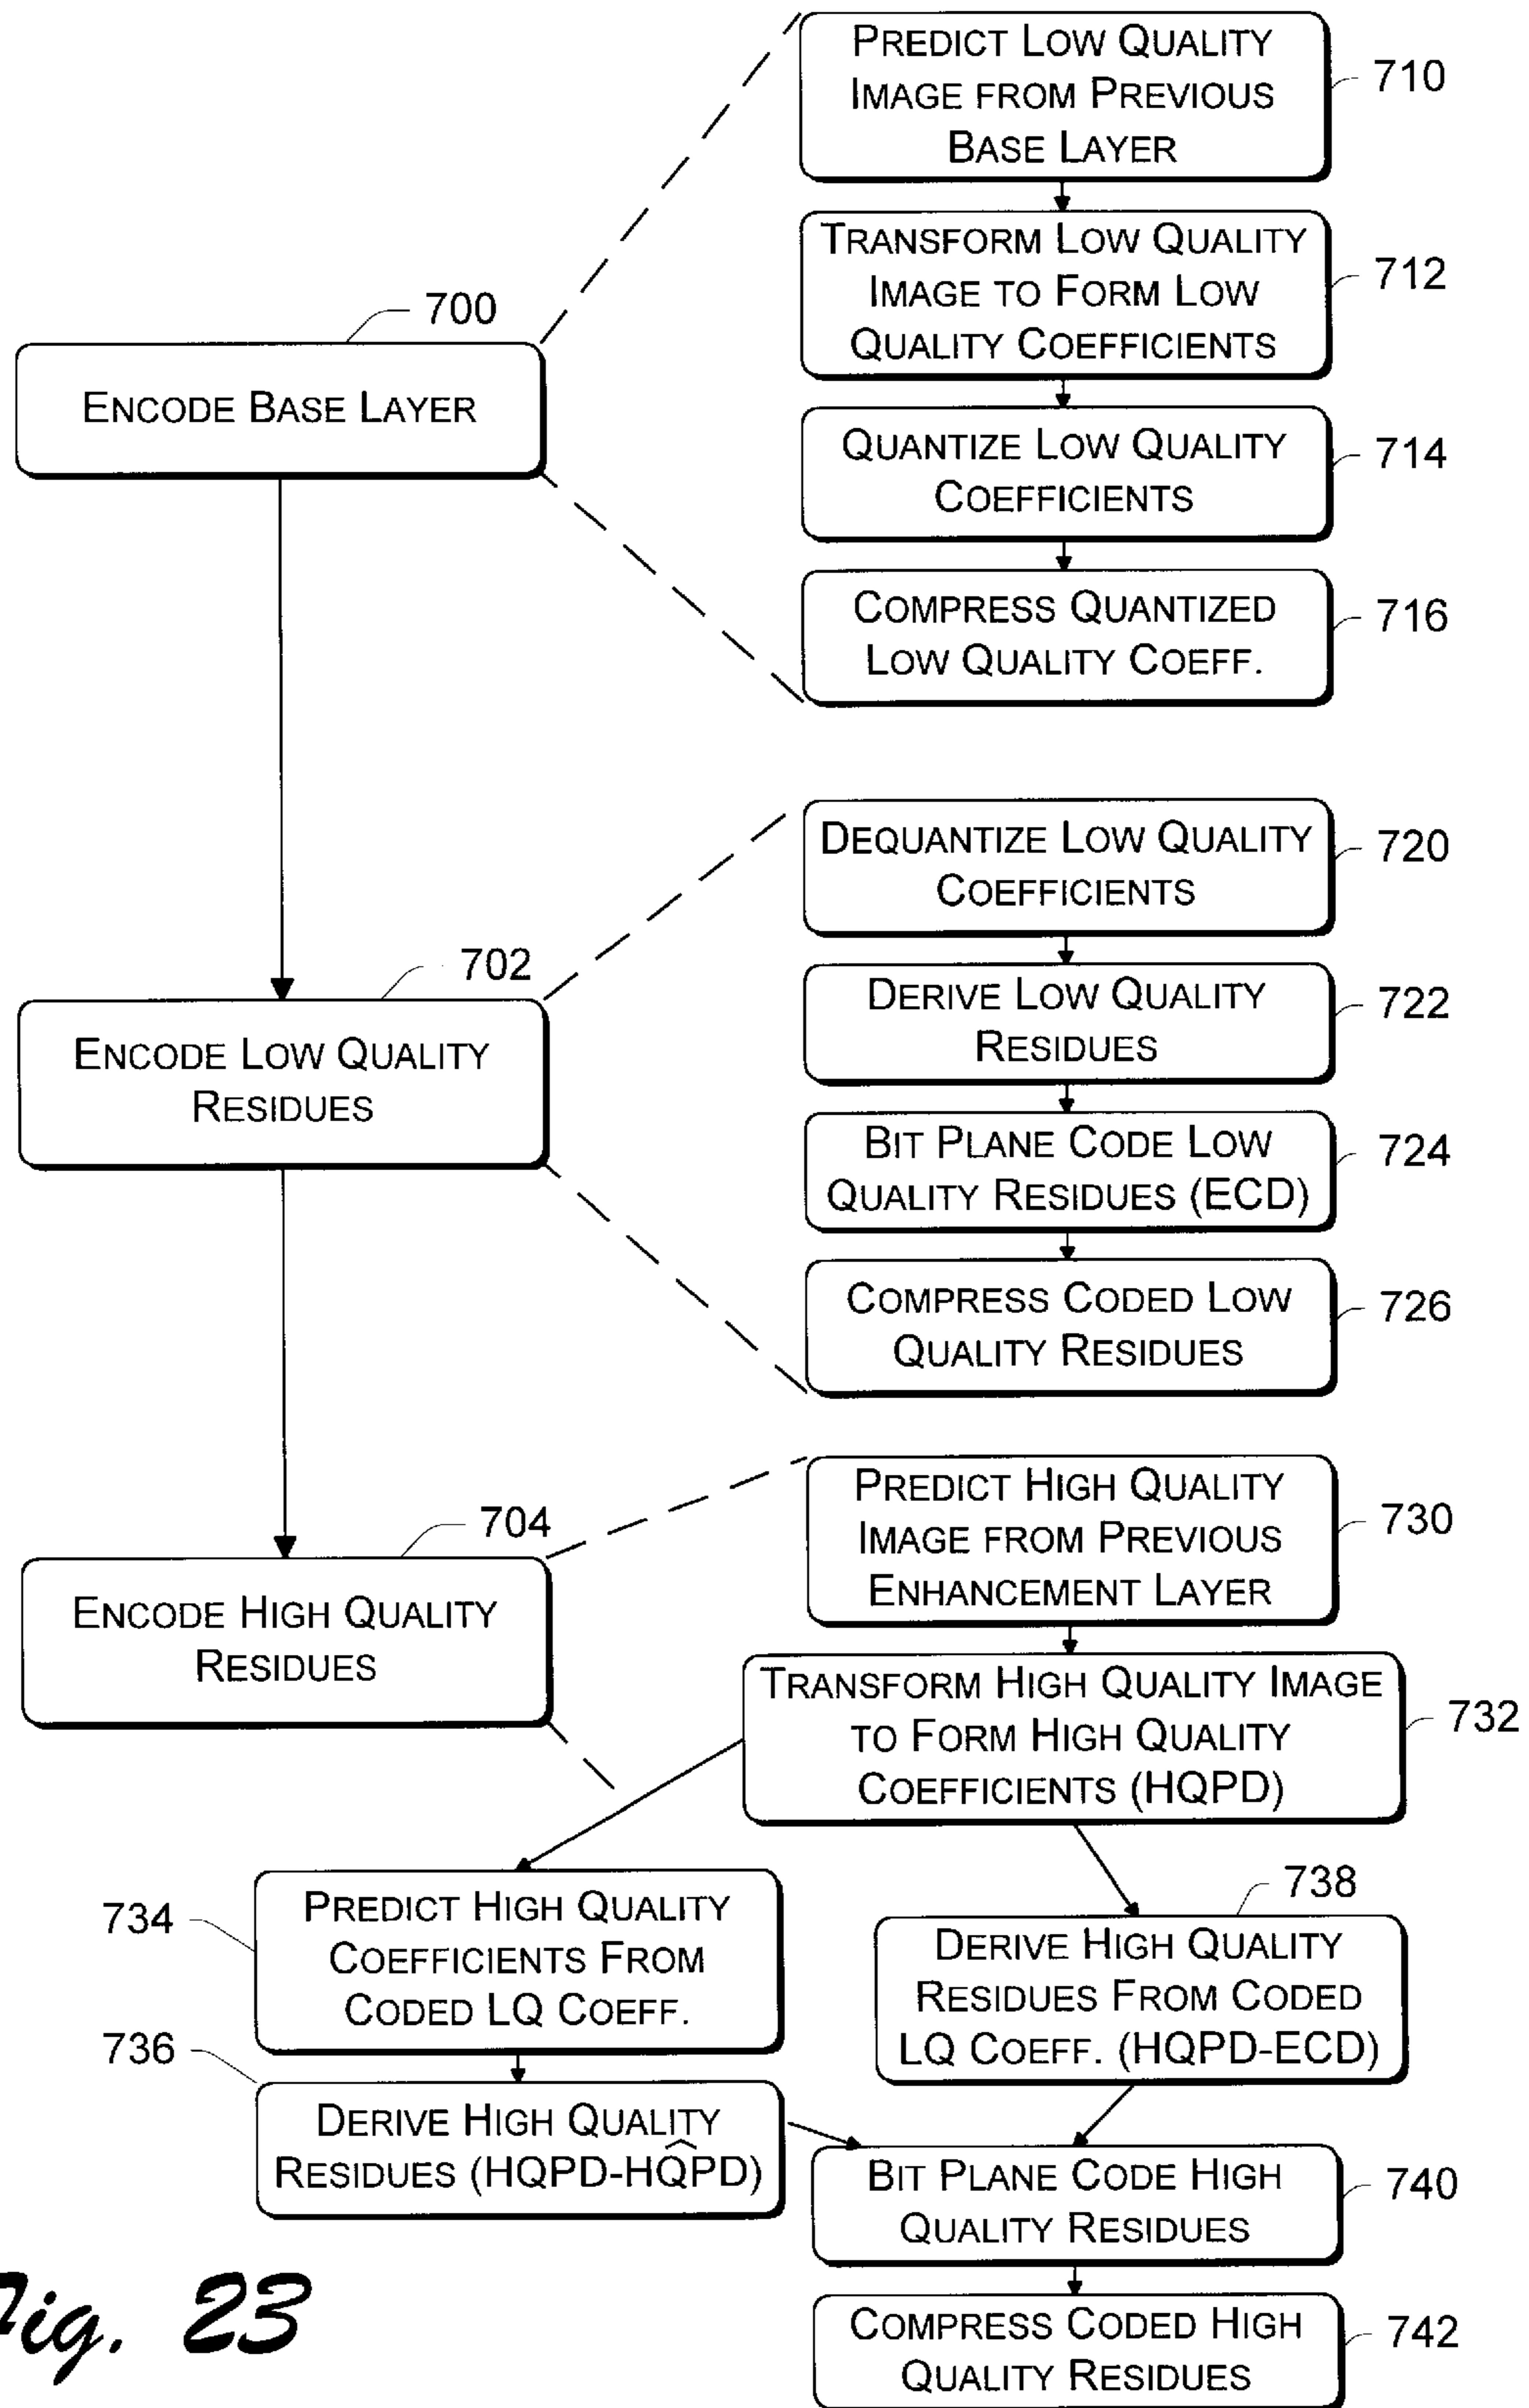 PREDICT LOW QUALITY
IMAGE FROM PREVIOUS
BASE LAYER
710
TRANSFORM LOW QUALITY
IMAGE TO FORM LOW
QUALITY COEFFICIENTS
712
700
ENCODE BASE LAYER
QUANTIZE LOW QUALITY
COEFFICIENTS
714
COMPRESS QUANTIZED
LOW QUALITY COEFF.
716
DEQUANTIZE LOW QUALITY
COEFFICIENTS
720
702
ENCODE LOW QUALITY
RESIDUES
DERIVE LOW QUALITY
RESIDUES
722
BIT PLANE CODE LOW
QUALITY RESIDUES (ECD)
724
COMPRESS CODED LOW
QUALITY RESIDUES
726
704
ENCODE HIGH QUALITY
RESIDUES
PREDICT HIGH QUALITY
IMAGE FROM PREVIOUS
ENHANCEMENT LAYER
730
TRANSFORM HIGH QUALITY IMAGE
TO FORM HIGH QUALITY
COEFFICIENTS (HQPD)
732
734
PREDICT HIGH QUALITY
COEFFICIENTS FROM
CODED LQ COEFF.
738
DERIVE HIGH QUALITY
RESIDUES FROM CODED
LQ COEFF. (HQPD-ECD)
736
DERIVE HIGH QUALITY
RESIDUES (HQPD-HQ̂PD)
BIT PLANE CODE HIGH
QUALITY RESIDUES
740
COMPRESS CODED HIGH
QUALITY RESIDUES
742
Fig. 23